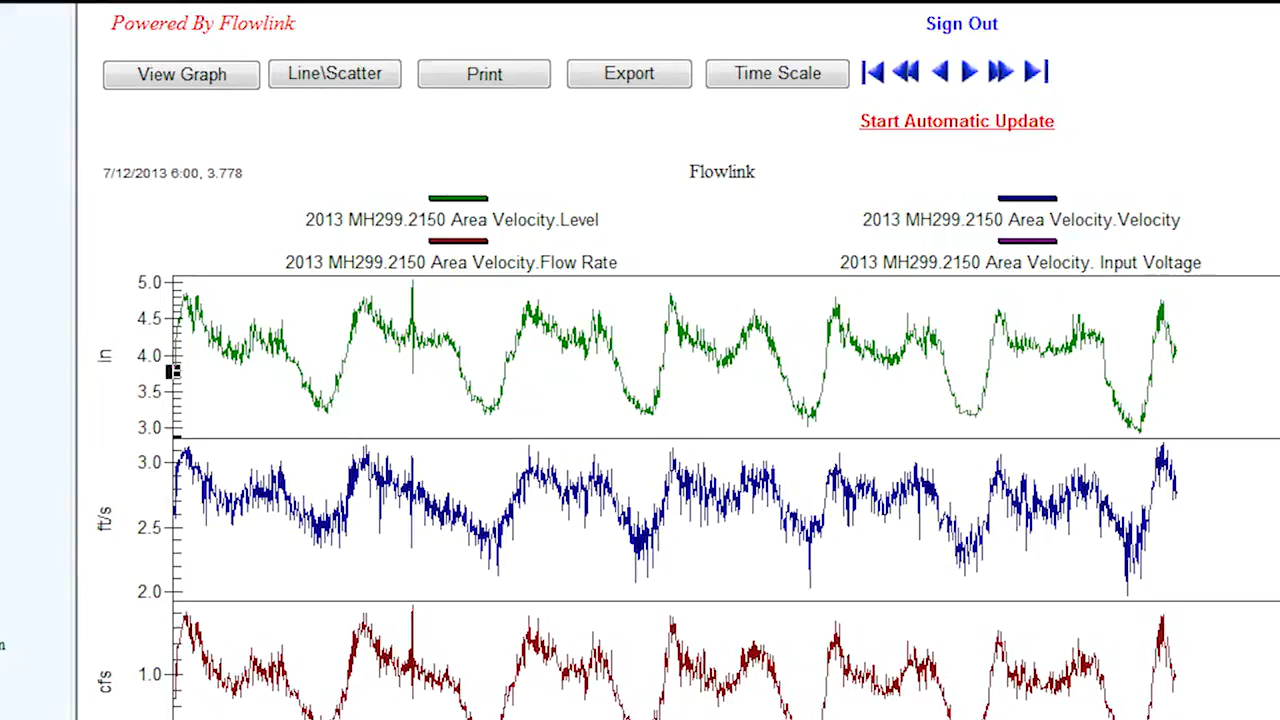 Powered By Flowlink
Sign Out
View Graph
Line\Scatter
Print
Export
Time Scale
Start Automatic Update
7/12/2013 6:00, 3.778
Flowlink
2013 MH299.2150 Area Velocity.Level
2013 MH299.2150 Area Velocity.Velocity
2013 MH299.2150 Area Velocity.Flow Rate
2013 MH299.2150 Area Velocity. Input Voltage
5.0
4.5
in
4.0
3.5
3.0
3.0
ft/s
2.5
2.0
n
cfs
1.0